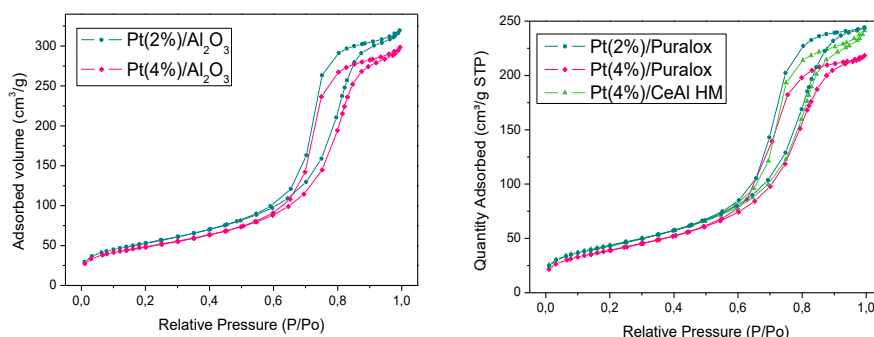 Pt(2%)/Al₂O₃
Pt(4%)/Al₂O₃
Adsorbed volume (cm³/g)
300
250
200
150
100
50
0
0,0 0,2 0,4 0,6 0,8 1,0
Relative Pressure (P/Po)
Pt(2%)/Puralox
Pt(4%)/Puralox
Pt(4%)/CeAl HM
Quantity Adsorbed (cm³/g STP)
250
200
150
100
50
0
0,0 0,2 0,4 0,6 0,8 1,0
Relative Pressure (P/Po)